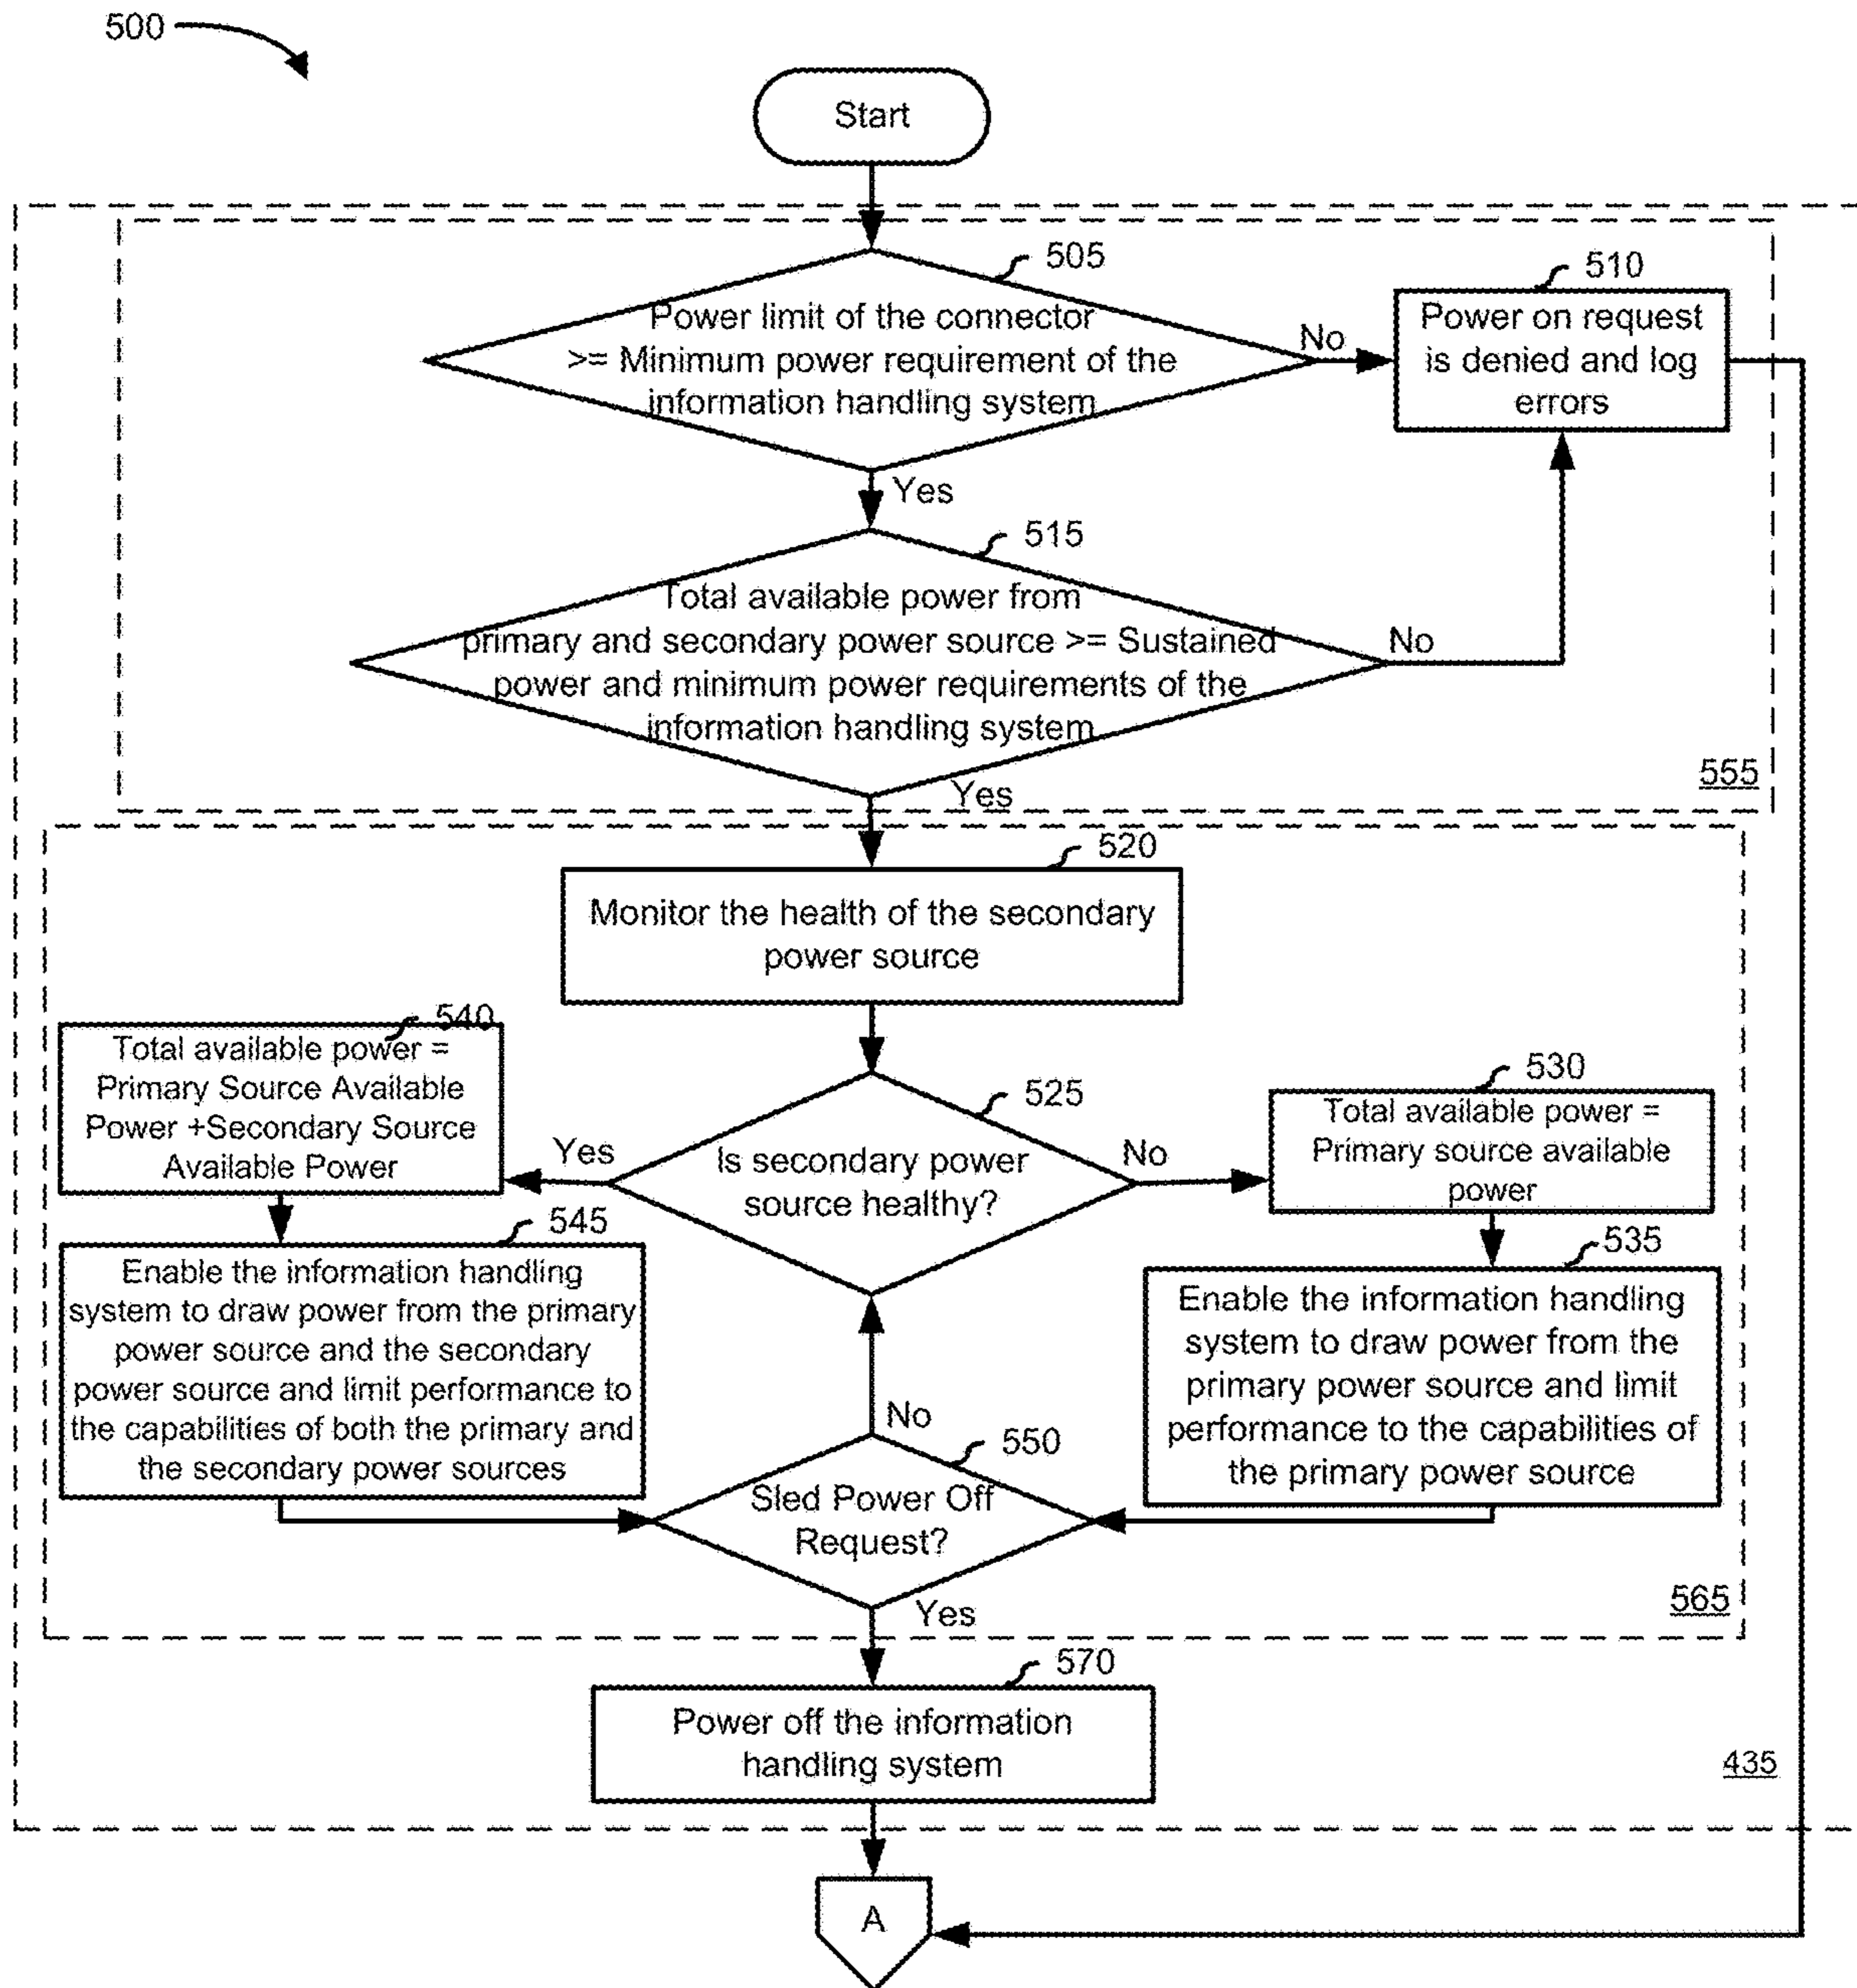 500
Start
505
Power limit of the connector
>= Minimum power requirement of the
information handling system
No
510
Power on request
is denied and log
errors
Yes
515
Total available power from
primary and secondary power source >= Sustained
power and minimum power requirements of the
information handling system
No
Yes
555
520
Monitor the health of the secondary
power source
540
Total available power =
Primary Source Available
Power +Secondary Source
Available Power
Yes
525
Is secondary power
source healthy?
No
530
Total available power =
Primary source available
power
545
Enable the information handling
system to draw power from the primary
power source and the secondary
power source and limit performance to
the capabilities of both the primary and
the secondary power sources
535
Enable the information handling
system to draw power from the
primary power source and limit
performance to the capabilities of
the primary power source
No
550
Sled Power Off
Request?
Yes
565
570
Power off the information
handling system
435
A